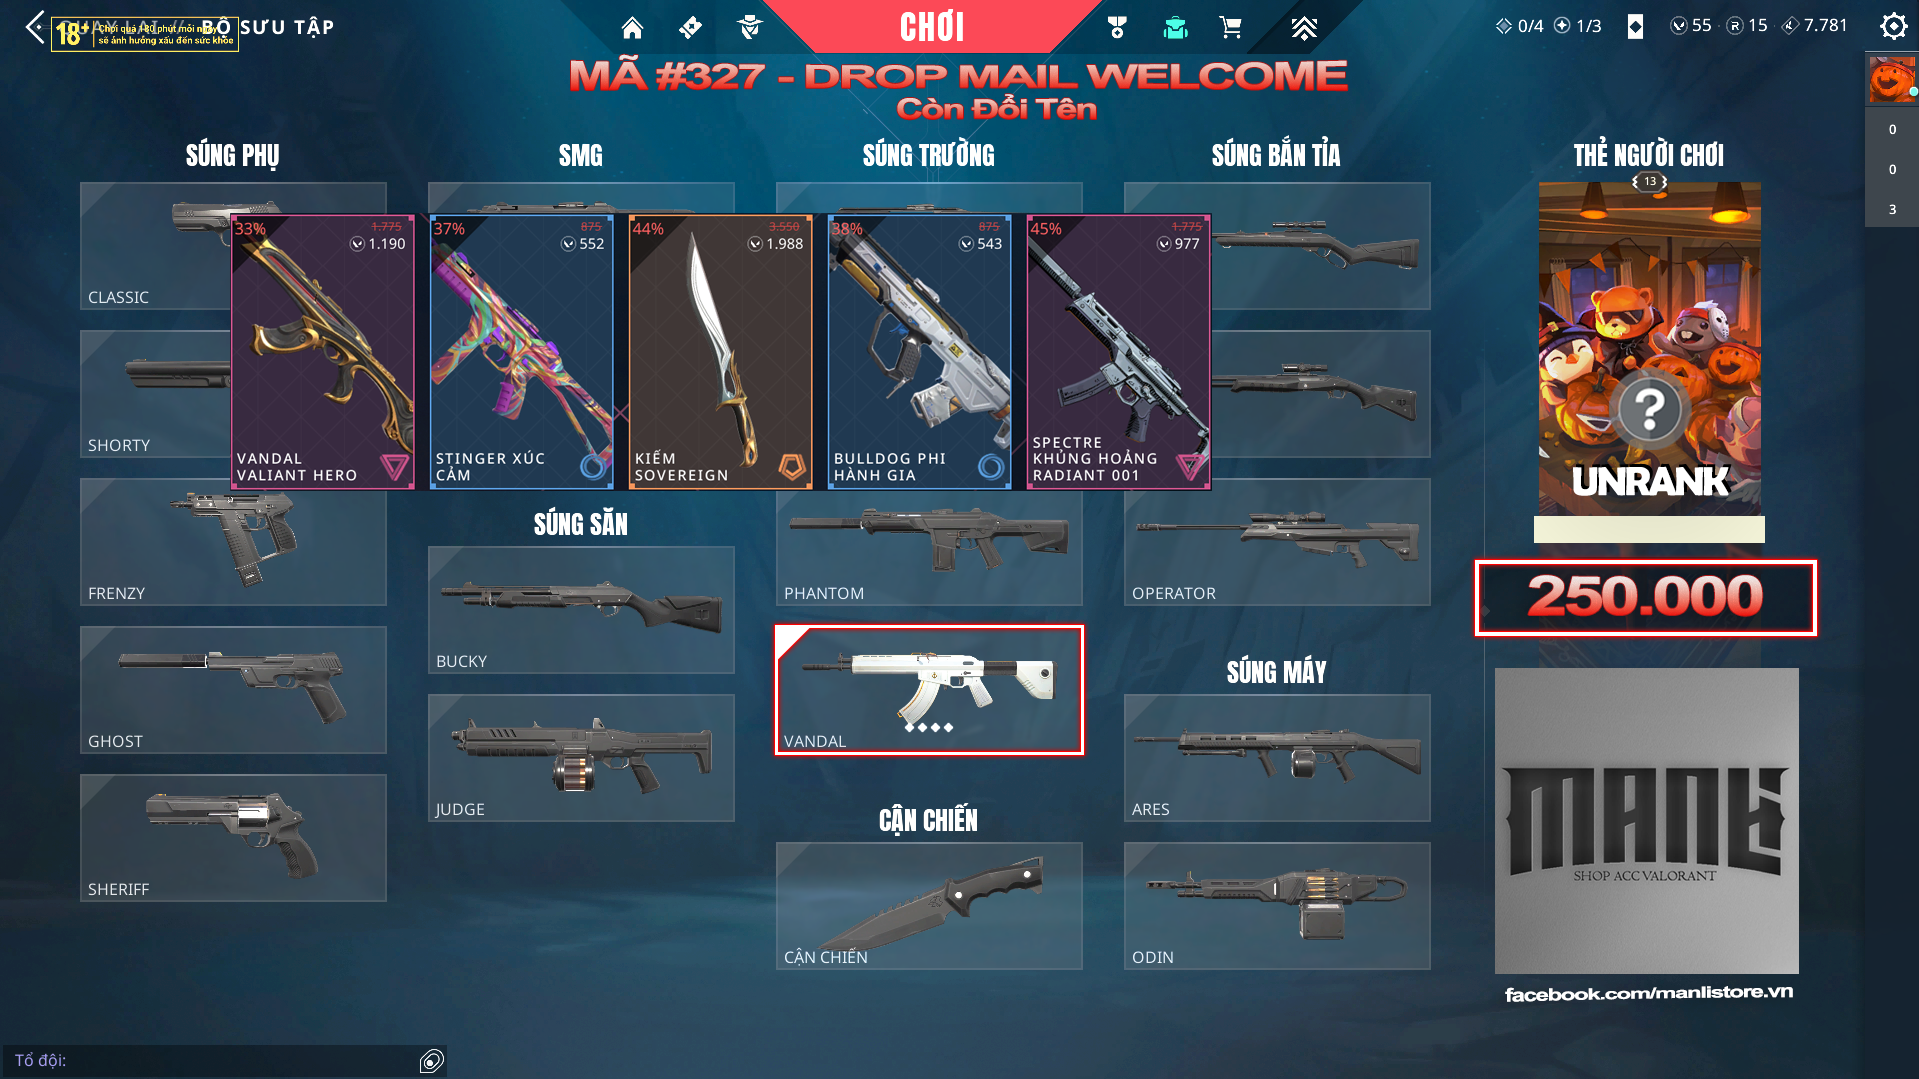 BỘ SƯU TẬP
18+
Chơi quá 180 phút mỗi ngày
sẽ ảnh hưởng xấu đến sức khỏe
CHƠI
0/4
1/3
55
15
7.781
MÃ #327 - DROP MAIL WELCOME
Còn Đổi Tên
0
0
3
SÚNG PHỤ
SMG
SÚNG TRƯỜNG
SÚNG BẮN TỈA
THẺ NGƯỜI CHƠI
13
33%
1.775
1.190
VANDAL
VALIANT HERO
37%
875
552
STINGER XÚC
CẢM
44%
3.550
1.988
KIẾM
SOVEREIGN
38%
875
543
BULLDOG PHI
HÀNH GIA
45%
1.775
977
SPECTRE
KHỦNG HOẢNG
RADIANT 001
CLASSIC
SHORTY
FRENZY
GHOST
SHERIFF
SÚNG SĂN
BUCKY
JUDGE
PHANTOM
VANDAL
CẬN CHIẾN
CẬN CHIẾN
OPERATOR
SÚNG MÁY
ARES
ODIN
?
UNRANK
250.000
MANLI
SHOP ACC VALORANT
facebook.com/manlistore.vn
Tổ đội: